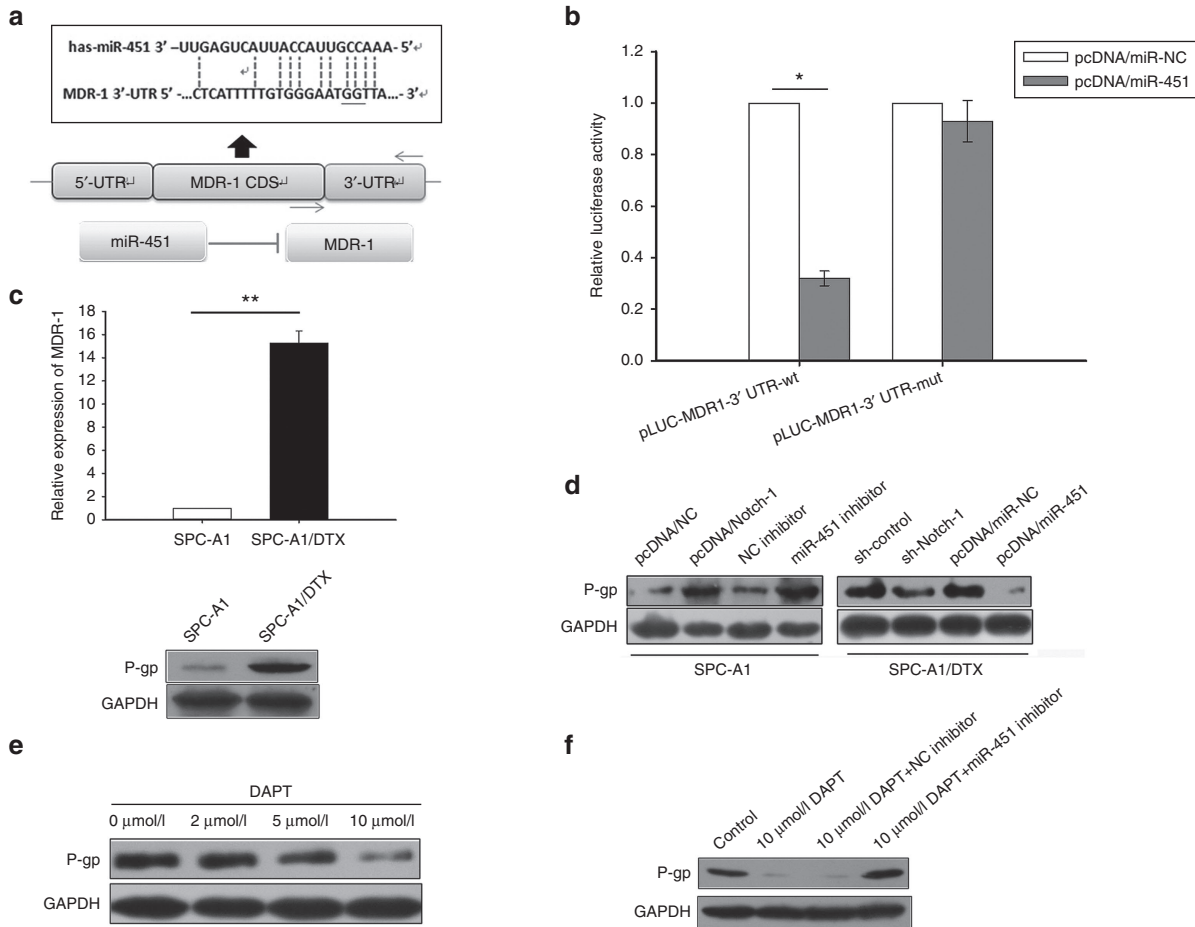 a
has-miR-451 3′ –UUGAGUCAUUACCAUUGCCAAA- 5′↵
↵
MDR-1 3′-UTR 5′ -...CTCATTTTTGTGGGAATGGTTA...- 3′↵
5′-UTR↵
MDR-1 CDS↵
3′-UTR↵
miR-451
MDR-1
b
pcDNA/miR-NC
pcDNA/miR-451
Relative luciferase activity
1.2
1.0
0.8
0.6
0.4
0.2
0.0
*
pLUC-MDR1-3′ UTR-wt
pLUC-MDR1-3′ UTR-mut
c
Relative expression of MDR-1
18
16
14
12
10
8
6
4
2
0
**
SPC-A1
SPC-A1/DTX
SPC-A1
SPC-A1/DTX
P-gp
GAPDH
d
pcDNA/NC
pcDNA/Notch-1
NC inhibitor
miR-451 inhibitor
sh-control
sh-Notch-1
pcDNA/miR-NC
pcDNA/miR-451
P-gp
GAPDH
SPC-A1
SPC-A1/DTX
e
DAPT
0 μmol/l 2 μmol/l 5 μmol/l 10 μmol/l
P-gp
GAPDH
f
Control
10 μmol/l DAPT
10 μmol/l DAPT+NC inhibitor
10 μmol/l DAPT+miR-451 inhibitor
P-gp
GAPDH